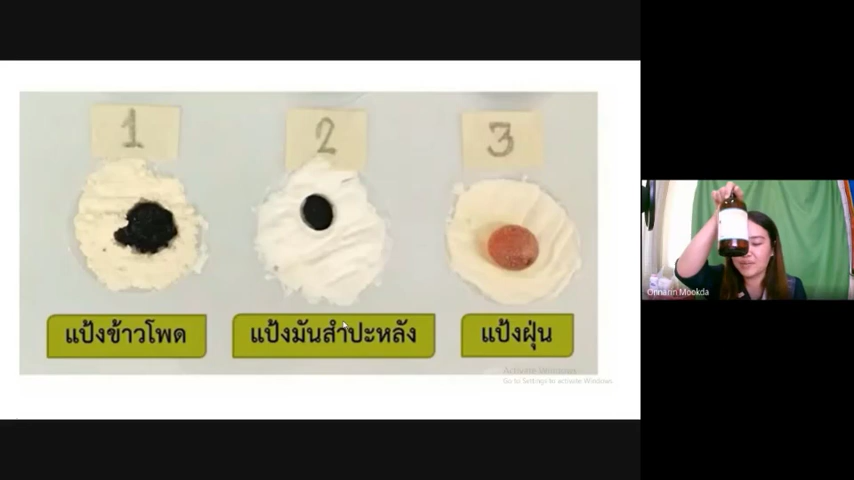 1
2
3
แป้งข้าวโพด
แป้งมันสำปะหลัง
แป้งฝุ่น
Activate Windows
Go to Settings to activate Windows
Onnarin Mookda